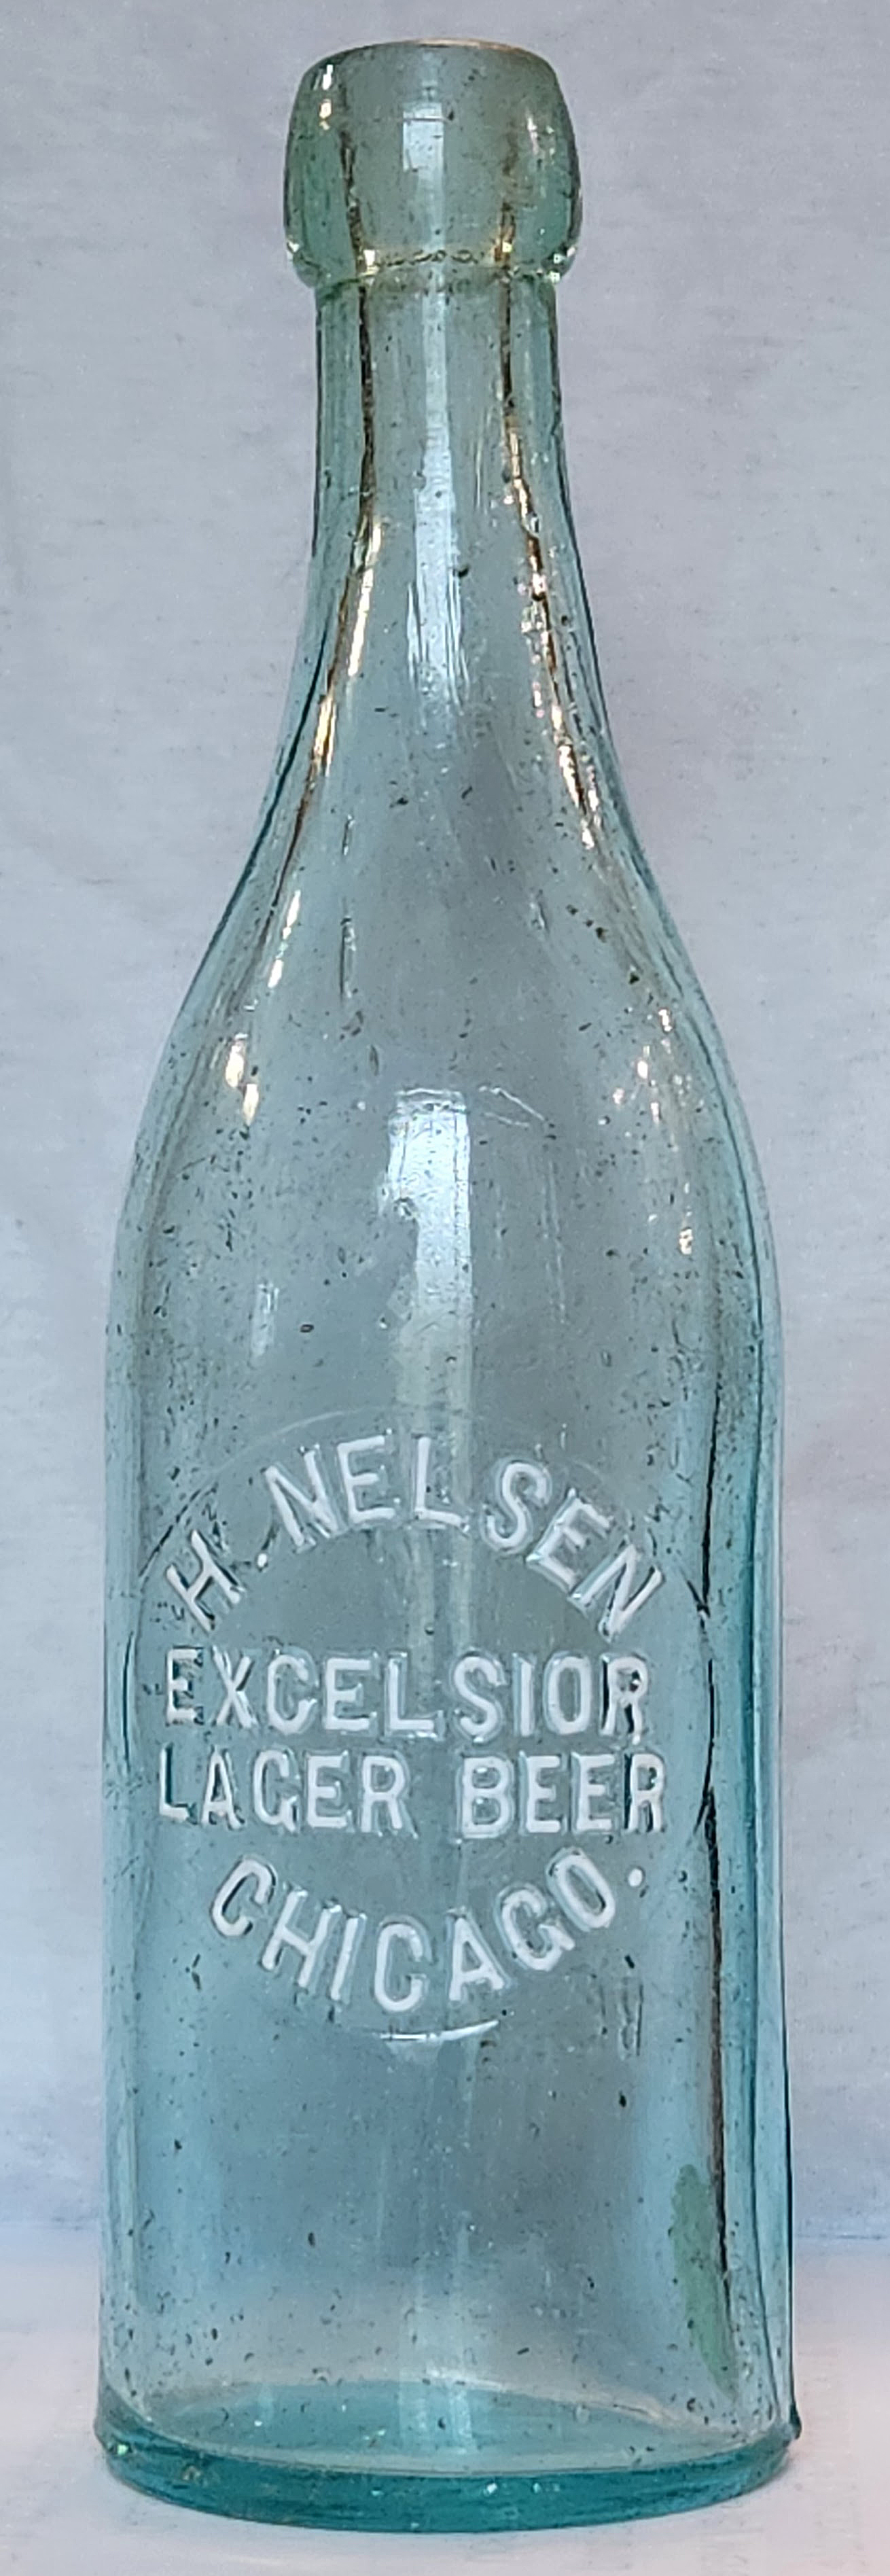 H. NELSEN
EXCELSIOR
LAGER BEER
CHICAGO.